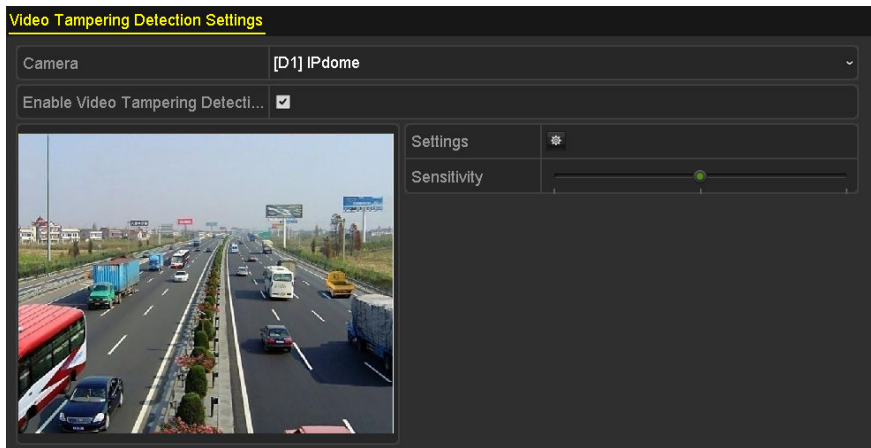 Video Tampering Detection Settings
Camera [D1] IPdome
Enable Video Tampering Detecti...
Settings
Sensitivity